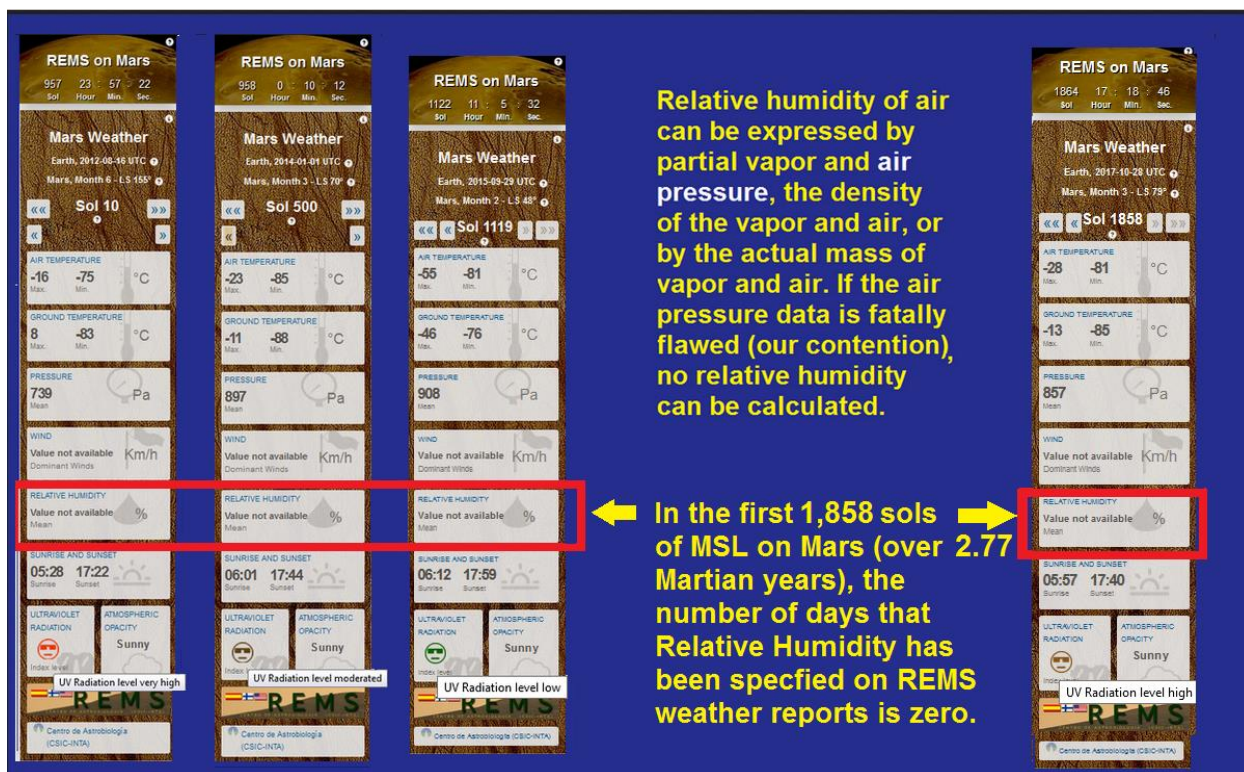 REMS on Mars
957 23 : 57 : 22
Sol Hour Min. Sec.
Mars Weather
Earth, 2012-08-16 UTC
Mars, Month 6 - LS 155°
«« Sol 10 »»
« »
AIR TEMPERATURE
-16 -75 °C
Max. Min.
GROUND TEMPERATURE
8 -83 °C
Max. Min.
PRESSURE
739 Pa
Mean
WIND
Value not available Km/h
Dominant Winds
RELATIVE HUMIDITY
Value not available %
Mean
SUNRISE AND SUNSET
05:28 17:22
Sunrise Sunset
ULTRAVIOLET RADIATION
ATMOSPHERIC OPACITY
Sunny
Index level
UV Radiation level very high
REMS
CENTRO DE ASTROBIOLOGIA
Centro de Astrobiología
(CSIC-INTA)
REMS on Mars
958 0 : 10 : 12
Sol Hour Min. Sec.
Mars Weather
Earth, 2014-01-01 UTC
Mars, Month 3 - LS 70°
«« Sol 500 »»
« »
AIR TEMPERATURE
-23 -85 °C
Max. Min.
GROUND TEMPERATURE
-11 -88 °C
Max. Min.
PRESSURE
897 Pa
Mean
WIND
Value not available Km/h
Dominant Winds
RELATIVE HUMIDITY
Value not available %
Mean
SUNRISE AND SUNSET
06:01 17:44
Sunrise Sunset
ULTRAVIOLET RADIATION
ATMOSPHERIC OPACITY
Sunny
UV Radiation level moderated
REMS
Centro de Astrobiología
(CSIC-INTA)
REMS on Mars
1122 11 : 5 : 32
Sol Hour Min. Sec.
Mars Weather
Earth, 2015-09-29 UTC
Mars, Month 2 - LS 48°
«« « Sol 1119 » »»
AIR TEMPERATURE
-55 -81 °C
Max. Min.
GROUND TEMPERATURE
-46 -76 °C
Max. Min.
PRESSURE
908 Pa
Mean
WIND
Value not available Km/h
Dominant Winds
RELATIVE HUMIDITY
Value not available %
Mean
SUNRISE AND SUNSET
06:12 17:59
Sunrise Sunset
ULTRAVIOLET RADIATION
ATMOSPHERIC OPACITY
Sunny
Index level
UV Radiation level low
REMS
Centro de Astrobiología (CSIC-INTA)
Relative humidity of air
can be expressed by
partial vapor and air
pressure, the density
of the vapor and air, or
by the actual mass of
vapor and air. If the air
pressure data is fatally
flawed (our contention),
no relative humidity
can be calculated.
In the first 1,858 sols
of MSL on Mars (over 2.77
Martian years), the
number of days that
Relative Humidity has
been specfied on REMS
weather reports is zero.
REMS on Mars
1864 17 : 18 : 46
Sol Hour Min. Sec.
Mars Weather
Earth, 2017-10-28 UTC
Mars, Month 3 - LS 79°
«« « Sol 1858 » »»
AIR TEMPERATURE
-28 -81 °C
Max. Min.
GROUND TEMPERATURE
-13 -85 °C
Max. Min.
PRESSURE
857 Pa
Mean
WIND
Value not available Km/h
Dominant Winds
RELATIVE HUMIDITY
Value not available %
Mean
SUNRISE AND SUNSET
05:57 17:40
Sunrise Sunset
ULTRAVIOLET RADIATION
ATMOSPHERIC OPACITY
Sunny
UV Radiation level high
REMS
Centro de Astrobiología (CSIC-INTA)